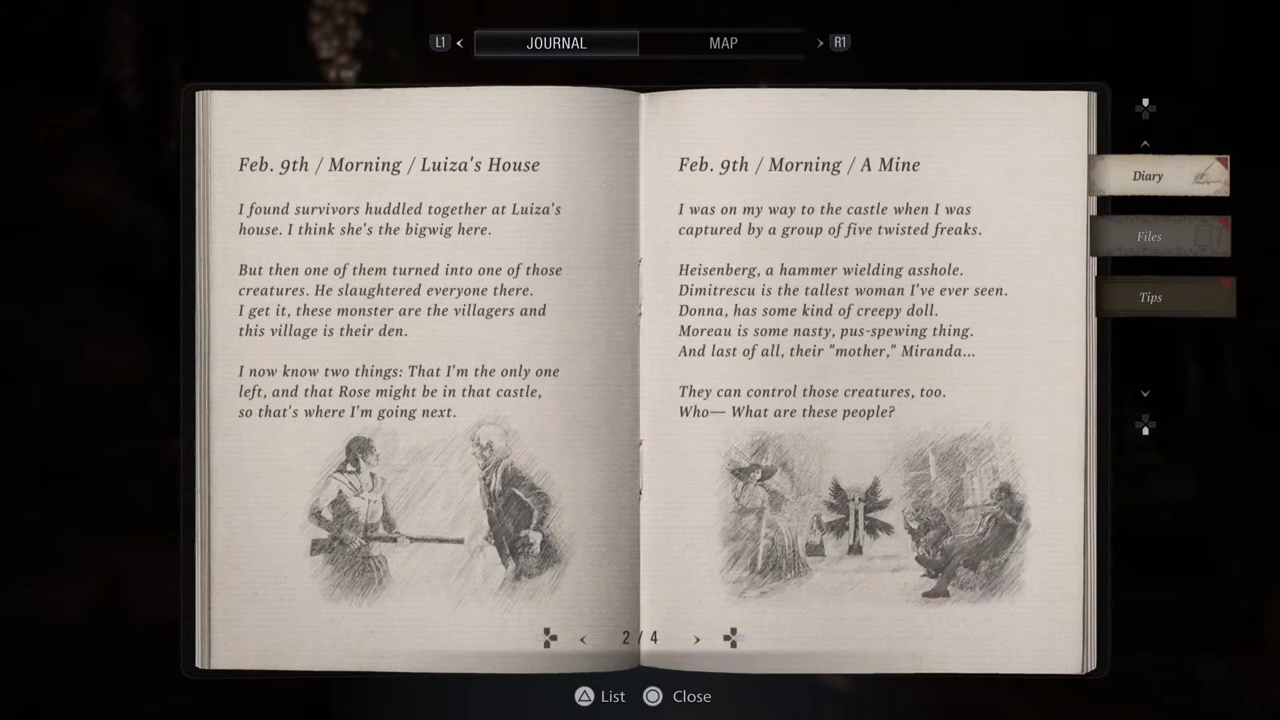 L1 JOURNAL MAP R1
Feb. 9th / Morning / Luiza's House
I found survivors huddled together at Luiza's
house. I think she's the bigwig here.
But then one of them turned into one of those
creatures. He slaughtered everyone there.
I get it, these monster are the villagers and
this village is their den.
I now know two things: That I'm the only one
left, and that Rose might be in that castle,
so that's where I'm going next.
Feb. 9th / Morning / A Mine
I was on my way to the castle when I was
captured by a group of five twisted freaks.
Heisenberg, a hammer wielding asshole.
Dimitrescu is the tallest woman I've ever seen.
Donna, has some kind of creepy doll.
Moreau is some nasty, pus-spewing thing.
And last of all, their "mother," Miranda...
They can control those creatures, too.
Who— What are these people?
Diary
Files
Tips
2 / 4
List Close